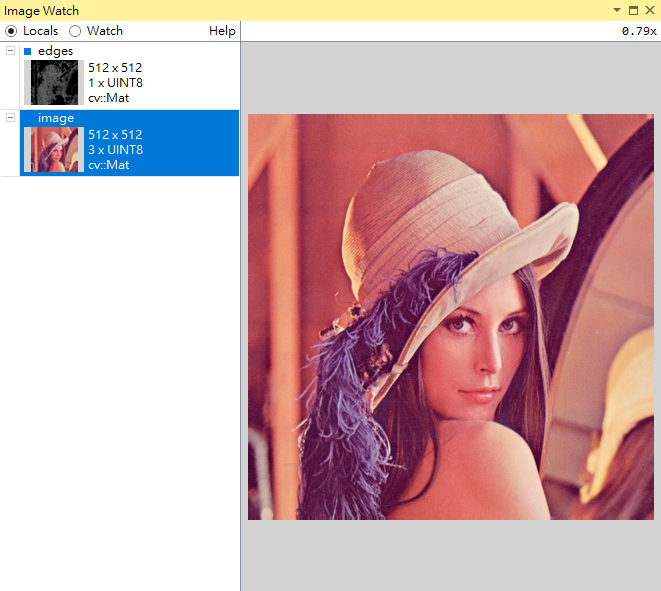 Image Watch
Locals Watch Help 0.79x
edges
512 x 512
1 x UINT8
cv::Mat
image
512 x 512
3 x UINT8
cv::Mat